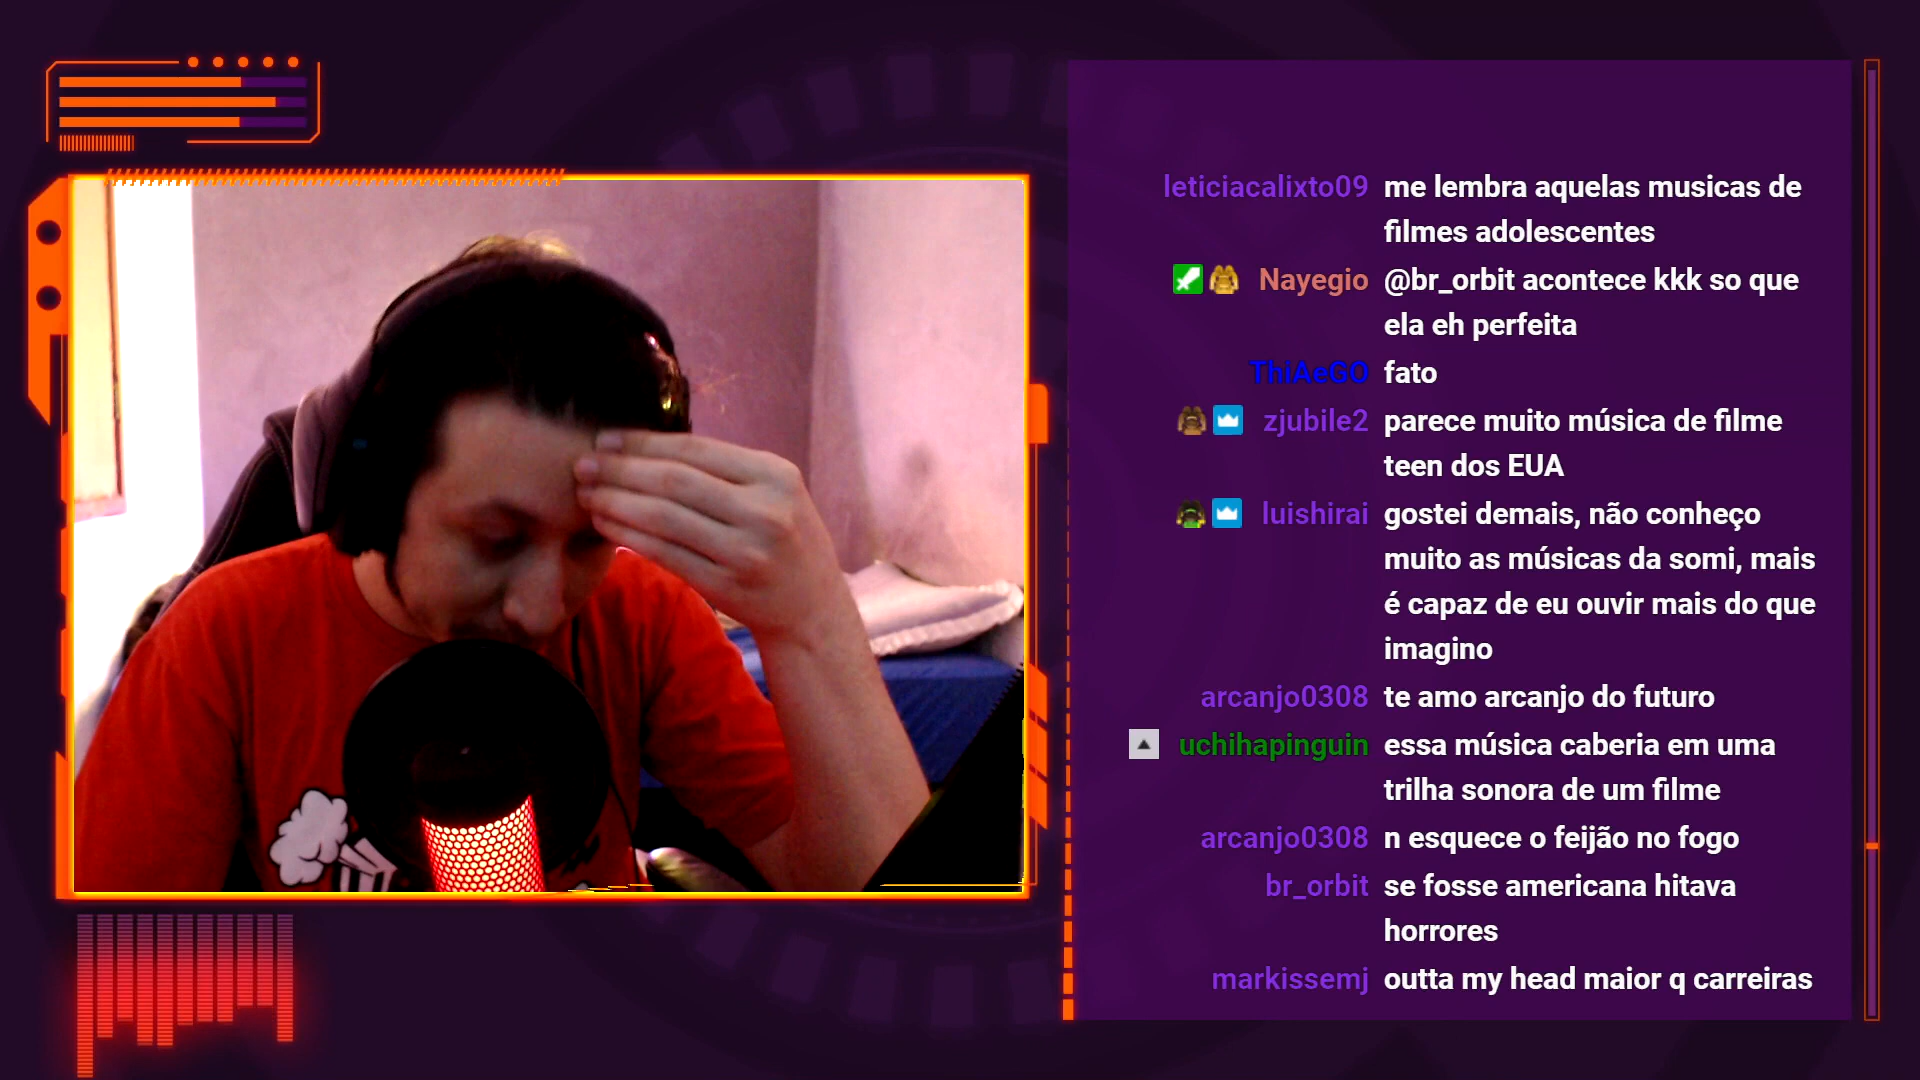 leticiacalixto09 me lembra aquelas musicas de
filmes adolescentes
Nayegio @br_orbit acontece kkk so que
ela eh perfeita
ThiAeGO fato
zjubile2 parece muito música de filme
teen dos EUA
luishirai gostei demais, não conheço
muito as músicas da somi, mais
é capaz de eu ouvir mais do que
imagino
arcanjo0308 te amo arcanjo do futuro
uchihapinguin essa música caberia em uma
trilha sonora de um filme
arcanjo0308 n esquece o feijão no fogo
br_orbit se fosse americana hitava
horrores
markissemj outta my head maior q carreiras